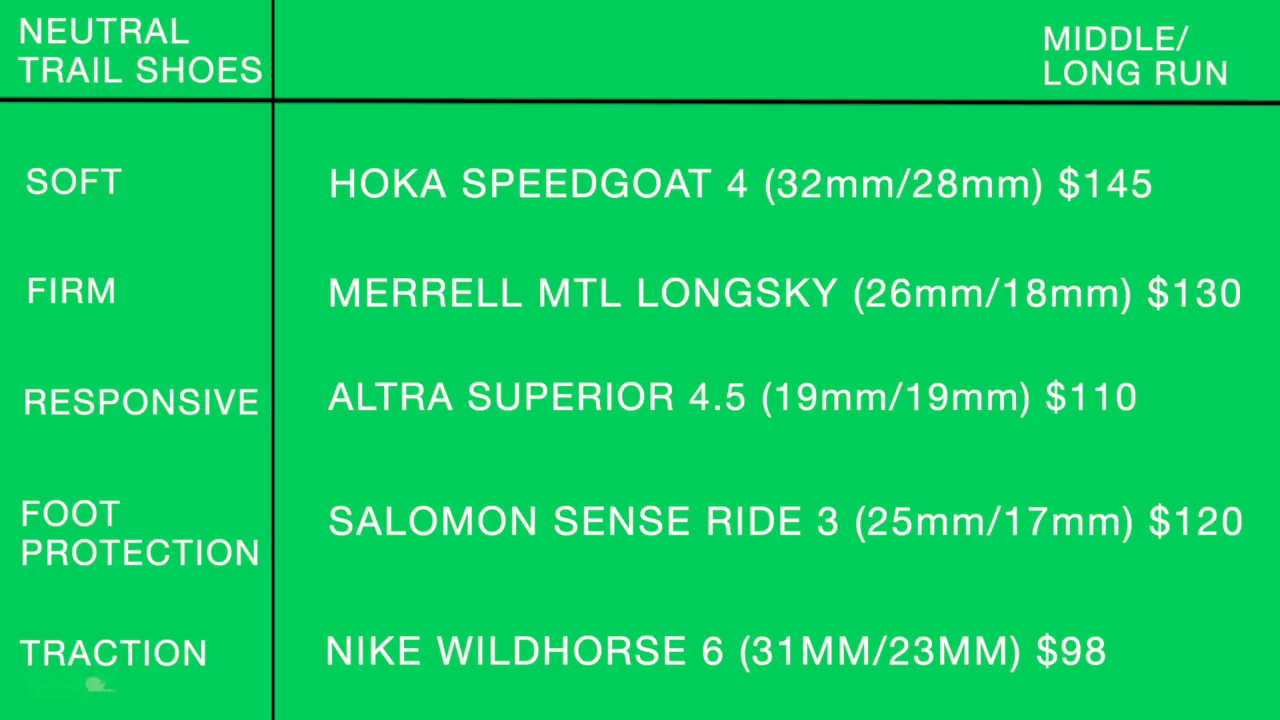 NEUTRAL
TRAIL SHOES
MIDDLE/
LONG RUN
SOFT
HOKA SPEEDGOAT 4 (32mm/28mm) $145
FIRM
MERRELL MTL LONGSKY (26mm/18mm) $130
RESPONSIVE
ALTRA SUPERIOR 4.5 (19mm/19mm) $110
FOOT
PROTECTION
SALOMON SENSE RIDE 3 (25mm/17mm) $120
TRACTION
NIKE WILDHORSE 6 (31MM/23MM) $98